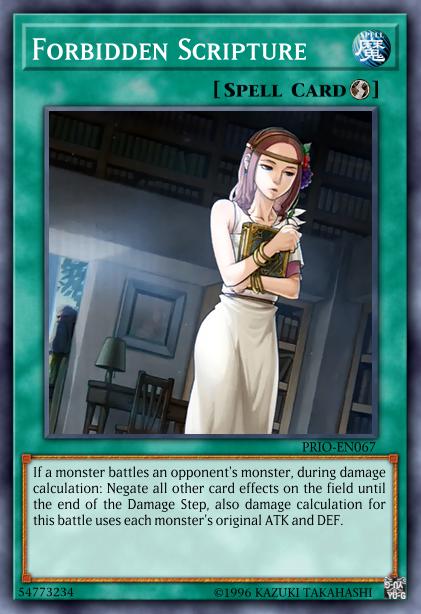 Forbidden Scripture
SPELL
魔
[Spell Card]
PRIO-EN067
If a monster battles an opponent's monster, during damage
calculation: Negate all other card effects on the field until
the end of the Damage Step, also damage calculation for
this battle uses each monster's original ATK and DEF.
54773234
©1996 KAZUKI TAKAHASHI